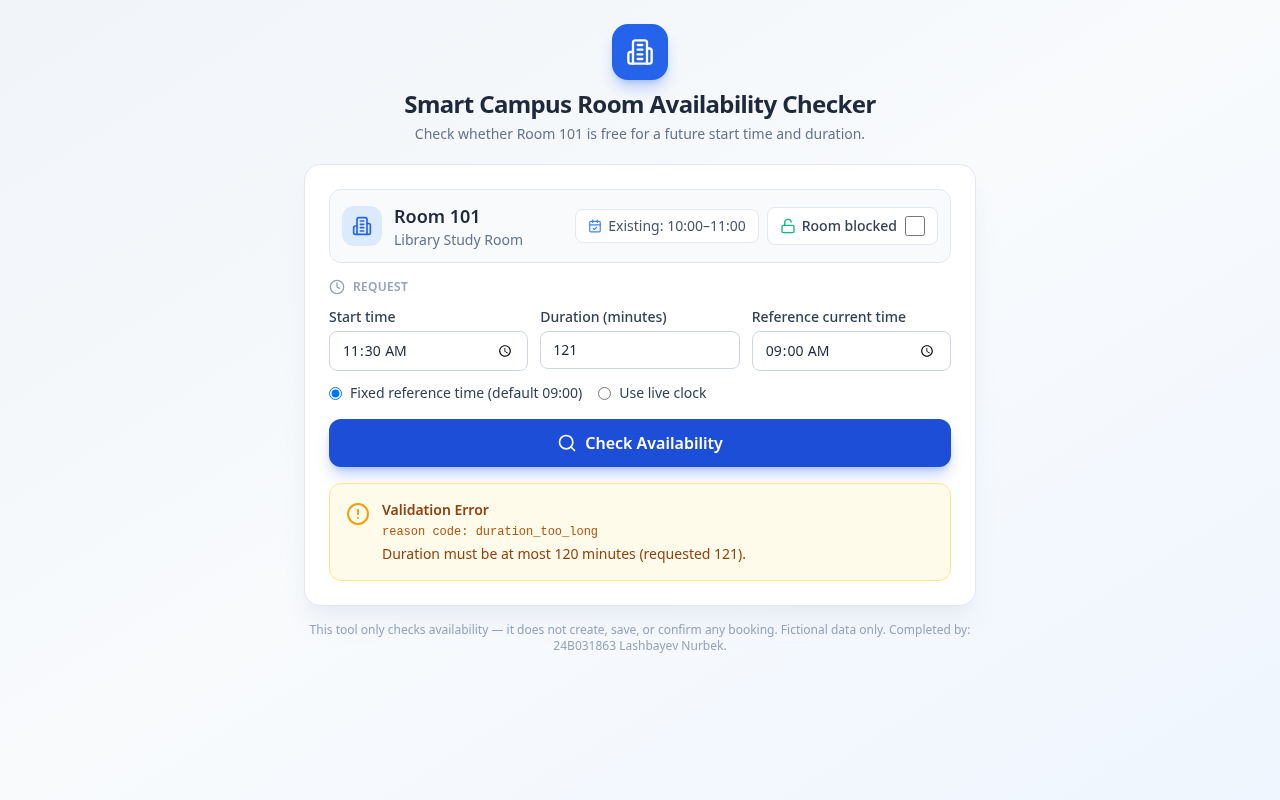 Smart Campus Room Availability Checker
Check whether Room 101 is free for a future start time and duration.
Room 101
Library Study Room
Existing: 10:00–11:00
Room blocked
REQUEST
Start time
Duration (minutes)
Reference current time
11:30 AM
121
09:00 AM
Fixed reference time (default 09:00)
Use live clock
Check Availability
Validation Error
reason code: duration_too_long
Duration must be at most 120 minutes (requested 121).
This tool only checks availability — it does not create, save, or confirm any booking. Fictional data only. Completed by:
24B031863 Lashbayev Nurbek.